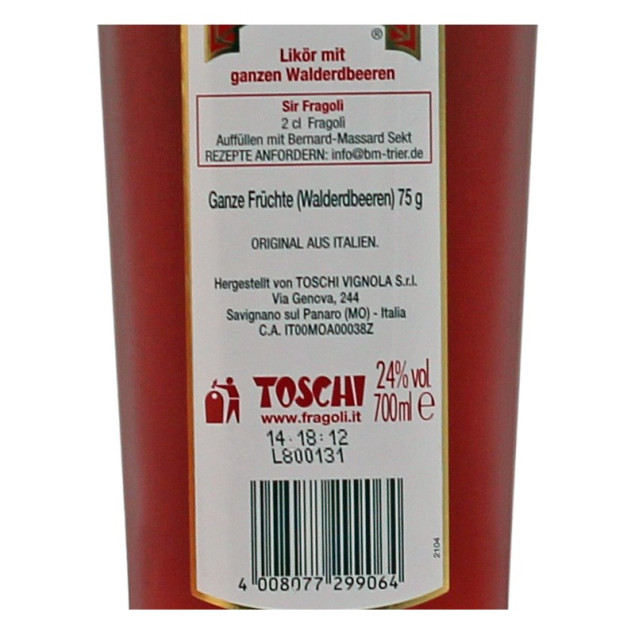 ®
Likör mit
ganzen Walderdbeeren
Sir Fragoli
2 cl Fragoli
Auffüllen mit Bernard-Massard Sekt
REZEPTE ANFORDERN: info@bm-trier.de
Ganze Früchte (Walderdbeeren) 75 g
ORIGINAL AUS ITALIEN.
Hergestellt von TOSCHI VIGNOLA S.r.l.
Via Genova, 244
Savignano sul Panaro (MO) - Italia
C.A. IT00MOA00038Z
TOSCHI 24% vol
www.fragoli.it 700ml e
14:18:12
L800131
2104
4 008077 299064